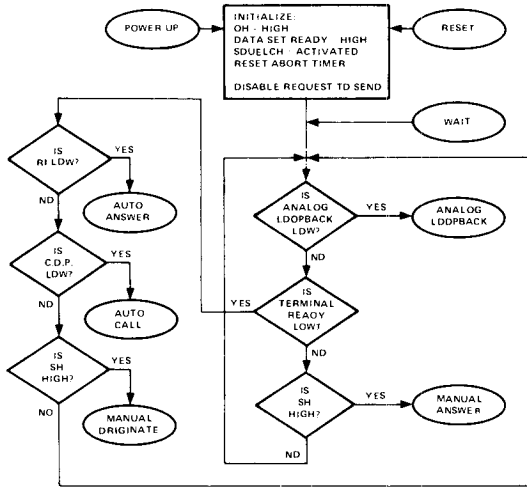 POWER UP
INITIALIZE:
OH - HIGH
DATA SET READY HIGH
SDUELCH - ACTIVATED
RESET ABORT TIMER
DISABLE REQUEST TD SEND
RESET
WAIT
IS
RI LDW?
YES
AUTO
ANSWER
ND
IS
C.D.P.
LDW?
YES
AUTO
CALL
ND
IS
SH
HIGH?
YES
MANUAL
DRIGINATE
NO
IS
ANALOG
LDDPBACK
LDW?
YES
ANALOG
LDDPBACK
ND
IS
TERMINAL
READY
LOW?
YES
ND
IS
SH
HIGH?
YES
MANUAL
ANSWER
ND